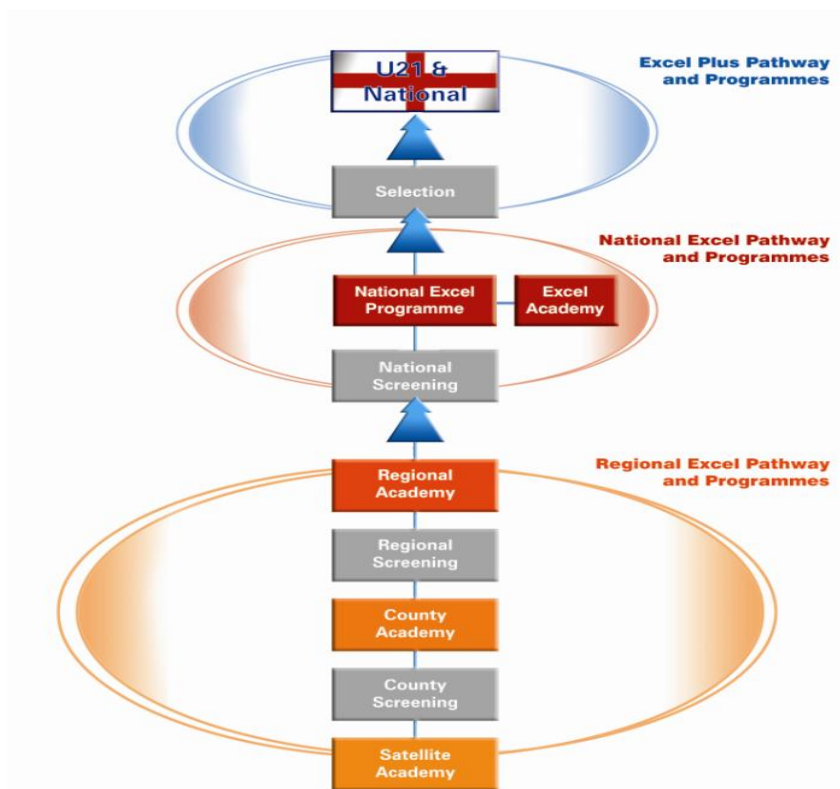 U21 &
National
Excel Plus Pathway
and Programmes
Selection
National Excel Pathway
and Programmes
National Excel
Programme
Excel
Academy
National
Screening
Regional
Academy
Regional Excel Pathway
and Programmes
Regional
Screening
County
Academy
County
Screening
Satellite
Academy